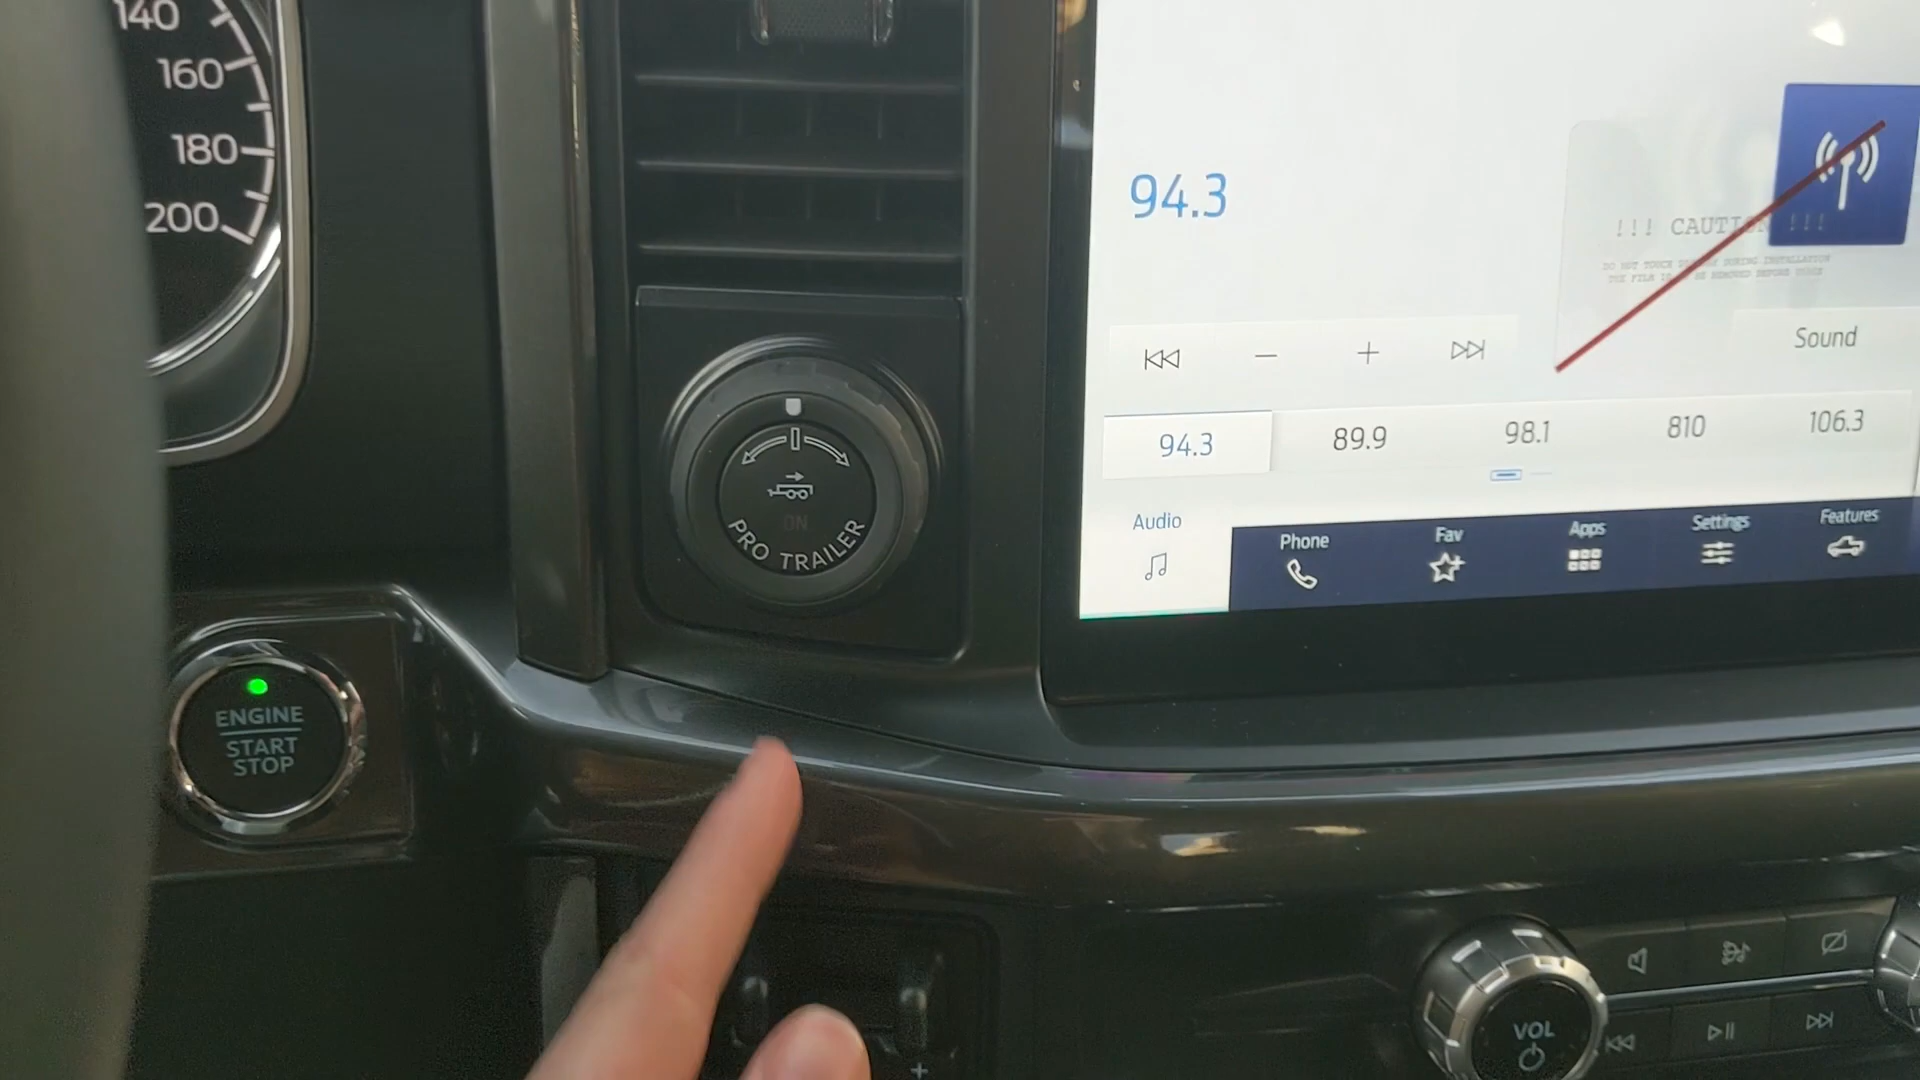 140
160
180
200
94.3
!!! CAUTION !!!
Sound
94.3 89.9 98.1 810 106.3
Audio Phone Fav Apps Settings Features
ON
PRO TRAILER
ENGINE
START
STOP
VOL
+